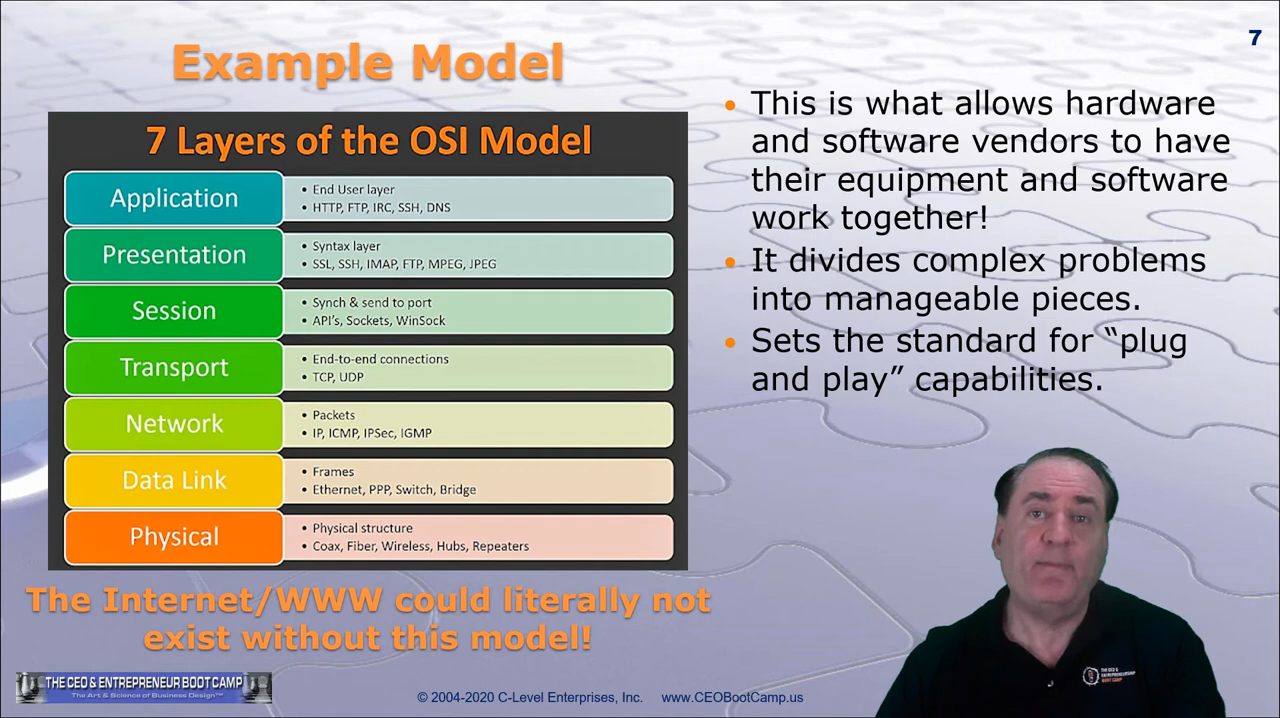 Example Model
7
7 Layers of the OSI Model
Application
• End User layer
• HTTP, FTP, IRC, SSH, DNS
Presentation
• Syntax layer
• SSL, SSH, IMAP, FTP, MPEG, JPEG
Session
• Synch & send to port
• API's, Sockets, WinSock
Transport
• End-to-end connections
• TCP, UDP
Network
• Packets
• IP, ICMP, IPSec, IGMP
Data Link
• Frames
• Ethernet, PPP, Switch, Bridge
Physical
• Physical structure
• Coax, Fiber, Wireless, Hubs, Repeaters
The Internet/WWW could literally not
exist without this model!
• This is what allows hardware
and software vendors to have
their equipment and software
work together!
• It divides complex problems
into manageable pieces.
• Sets the standard for “plug
and play” capabilities.
THE CEO & ENTREPRENEUR BOOT CAMP
The Art & Science of Business Design™
© 2004-2020 C-Level Enterprises, Inc. www.CEOBootCamp.us
THE CEO &
ENTREPRENEURSHIP
BOOT CAMP